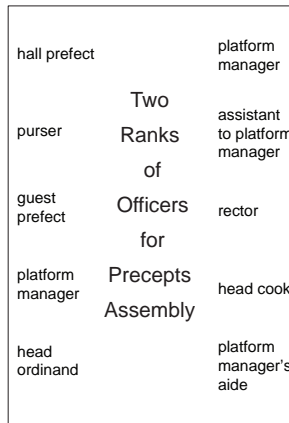 hall prefect
purser
guest
prefect
platform
manager
head
ordinand
Two
Ranks
of
Officers
for
Precepts
Assembly
platform
manager
assistant
to platform
manager
rector
head cook
platform
manager's
aide